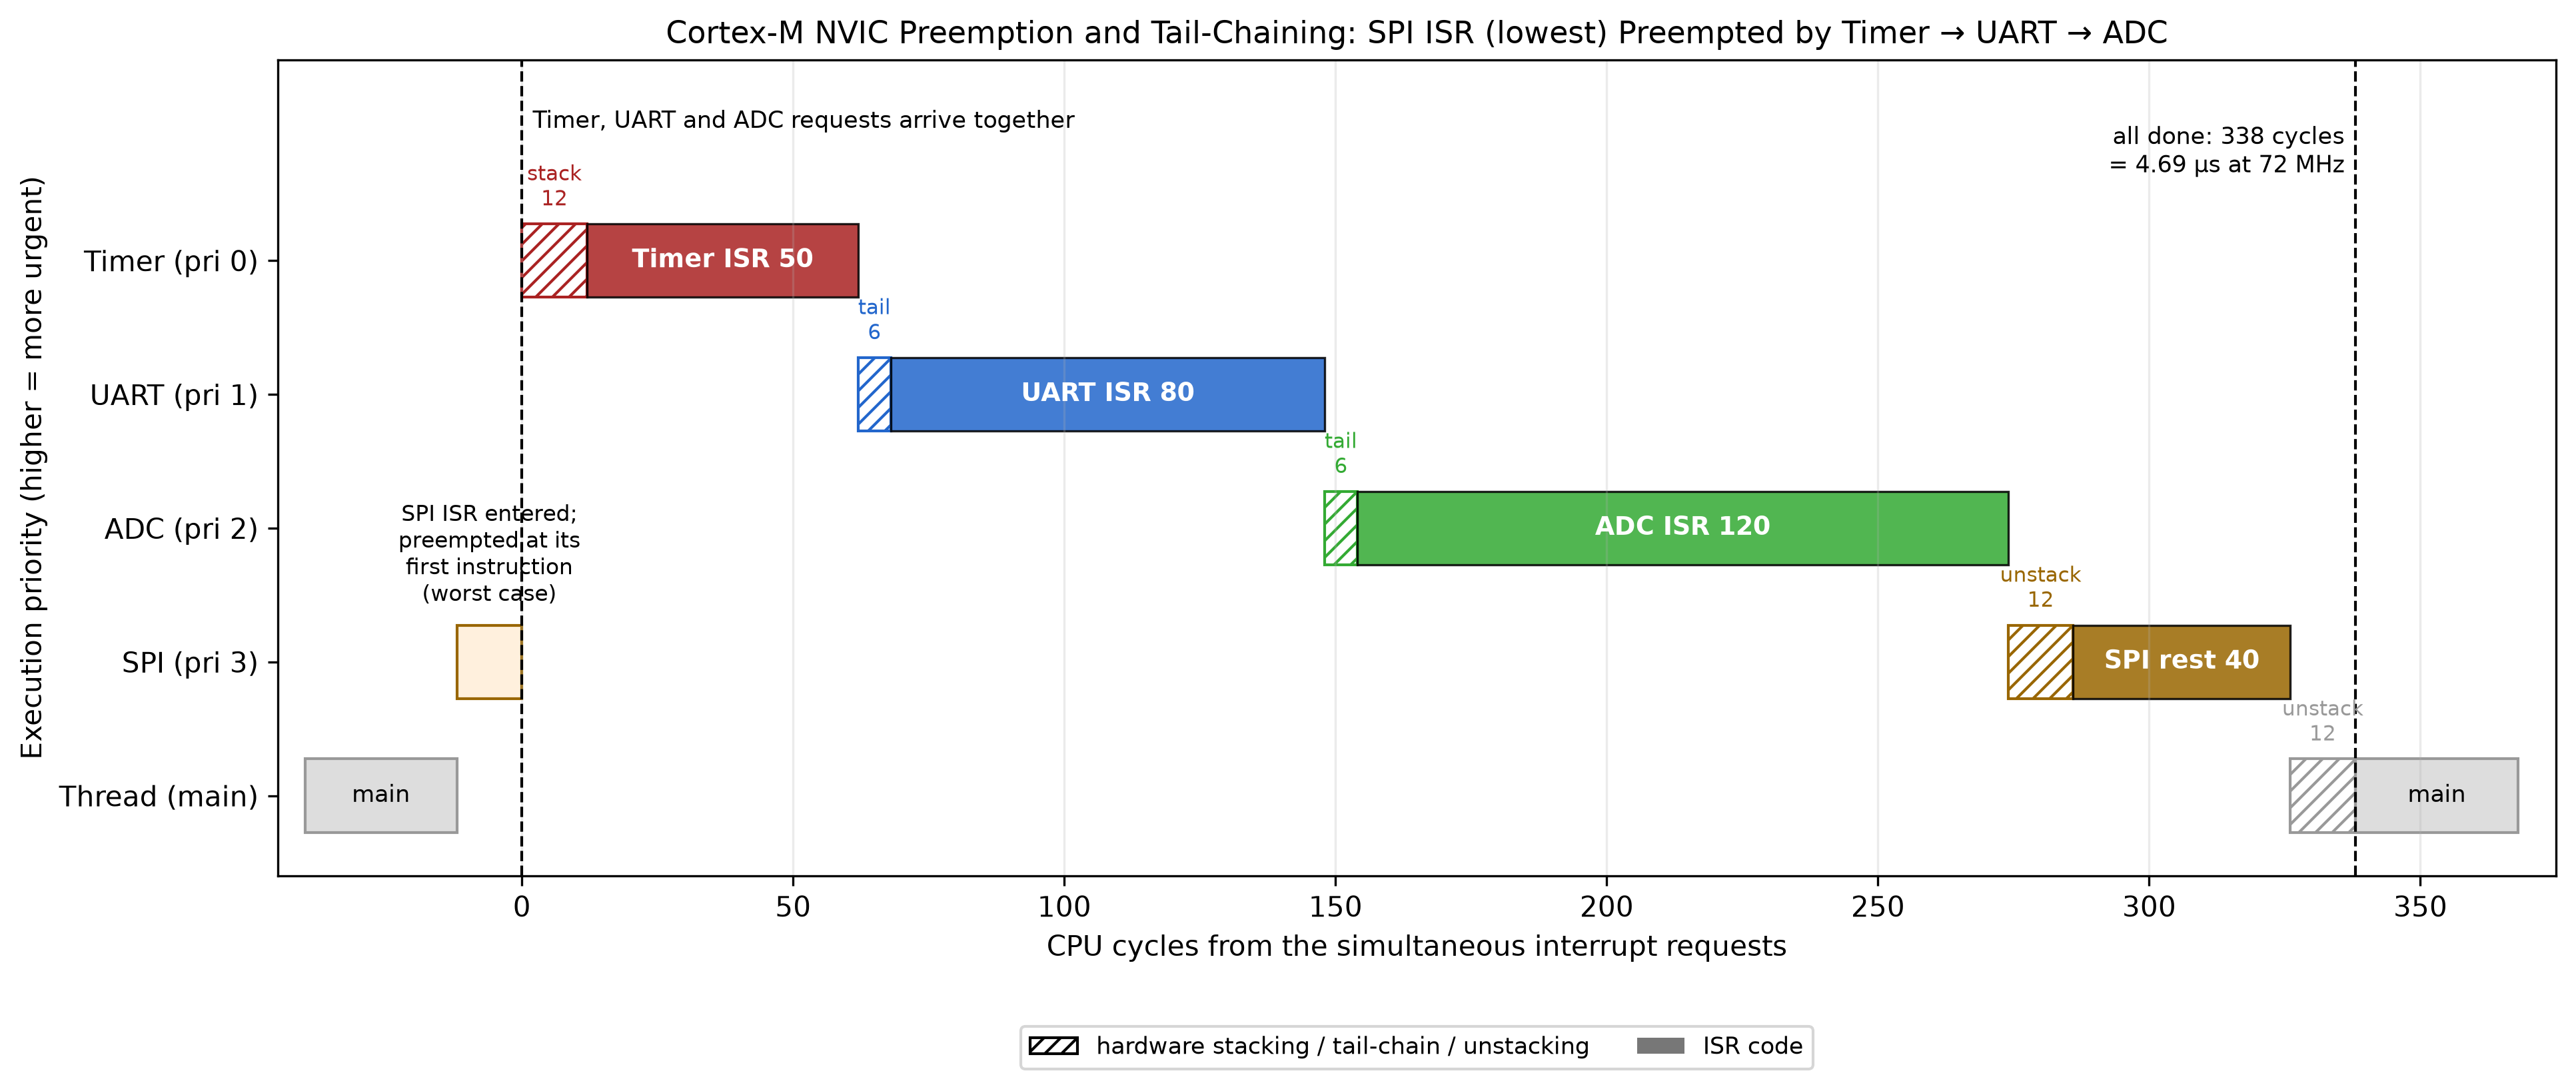 Cortex-M NVIC Preemption and Tail-Chaining: SPI ISR (lowest) Preempted by Timer → UART → ADC
Timer, UART and ADC requests arrive together
all done: 338 cycles
= 4.69 µs at 72 MHz
stack
12
Timer (pri 0)
Timer ISR 50
tail
6
UART (pri 1)
UART ISR 80
tail
6
ADC (pri 2)
ADC ISR 120
SPI ISR entered;
preempted at its
first instruction
(worst case)
unstack
12
SPI (pri 3)
SPI rest 40
unstack
12
Thread (main)
main
main
Execution priority (higher = more urgent)
0
50
100
150
200
250
300
350
CPU cycles from the simultaneous interrupt requests
hardware stacking / tail-chain / unstacking
ISR code